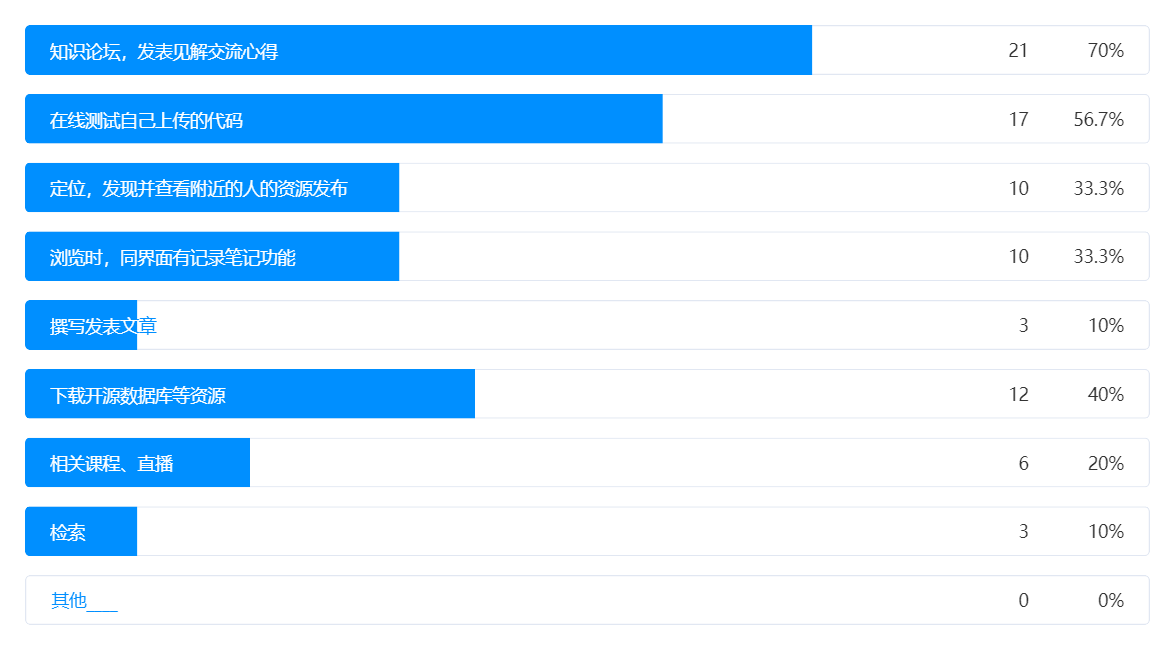 知识论坛，发表见解交流心得 21 70%
在线测试自己上传的代码 17 56.7%
定位，发现并查看附近的人的资源发布 10 33.3%
浏览时，同界面有记录笔记功能 10 33.3%
撰写发表文章 3 10%
下载开源数据库等资源 12 40%
相关课程、直播 6 20%
检索 3 10%
其他____ 0 0%